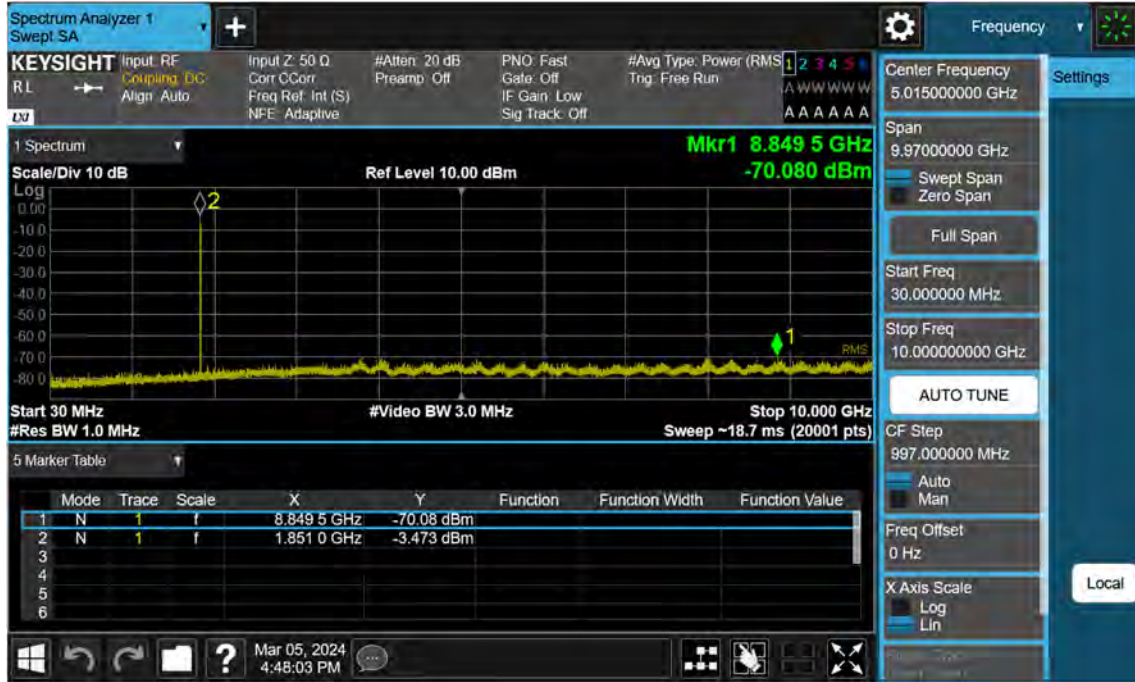 Spectrum Analyzer 1
Swept SA
Frequency
KEYSIGHT
RL
LXI
Input: RF
Coupling: DC
Align: Auto
Input Z: 50 Ω
Corr CCorr
Freq Ref: Int (S)
NFE: Adaptive
#Atten: 20 dB
Preamp: Off
PNO: Fast
Gate: Off
IF Gain: Low
Sig Track: Off
#Avg Type: Power (RMS
Trig: Free Run
1 2 3 4 5 6
A W W W W W
A A A A A A
1 Spectrum
Scale/Div 10 dB
Ref Level 10.00 dBm
Mkr1 8.849 5 GHz
-70.080 dBm
Log
0.00
-10.0
-20.0
-30.0
-40.0
-50.0
-60.0
-70.0
-80.0
2
1
RMS
Start 30 MHz
#Video BW 3.0 MHz
Stop 10.000 GHz
#Res BW 1.0 MHz
Sweep ~18.7 ms (20001 pts)
5 Marker Table
Mode Trace Scale X Y Function Function Width Function Value
1 N 1 f 8.849 5 GHz -70.08 dBm
2 N 1 f 1.851 0 GHz -3.473 dBm
3
4
5
6
Mar 05, 2024
4:48:03 PM
Center Frequency
5.015000000 GHz
Settings
Span
9.97000000 GHz
Swept Span
Zero Span
Full Span
Start Freq
30.000000 MHz
Stop Freq
10.000000000 GHz
AUTO TUNE
CF Step
997.000000 MHz
Auto
Man
Freq Offset
0 Hz
X Axis Scale
Log
Lin
Local